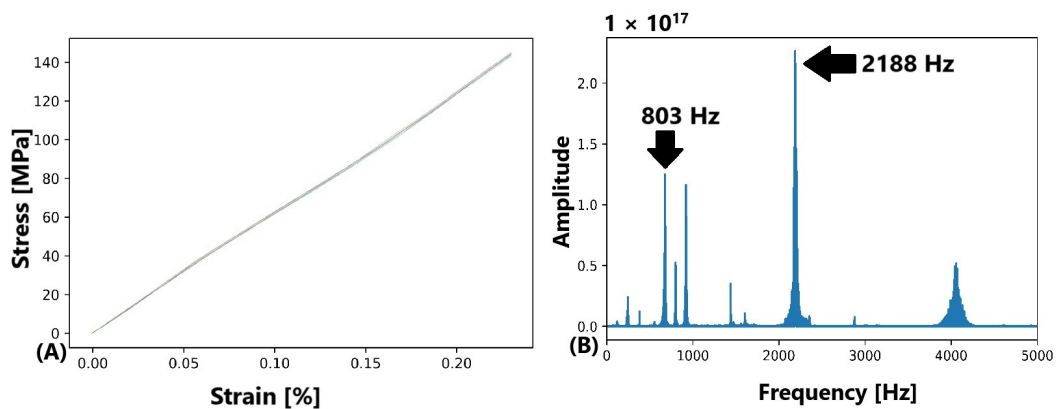 Stress [MPa]
140
120
100
80
60
40
20
0
(A)
0.00
0.05
0.10
0.15
0.20
Strain [%]
1 × 10¹⁷
2188 Hz
803 Hz
Amplitude
2.0
1.5
1.0
0.5
0.0
(B)
0
1000
2000
3000
4000
5000
Frequency [Hz]